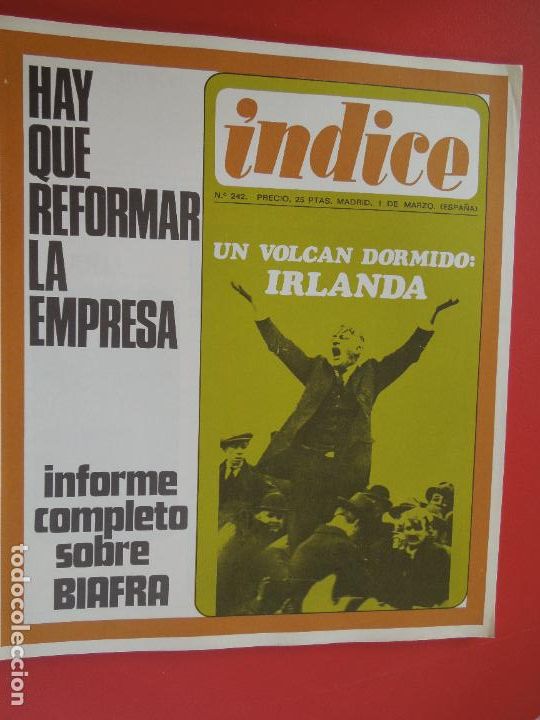 HAY
QUE
REFORMAR
LA
EMPRESA
informe
completo
sobre
BIAFRA
indice
N.º 242. PRECIO, 25 PTAS. MADRID, 1 DE MARZO. (ESPAÑA)
UN VOLCAN DORMIDO:
IRLANDA
todocoleccion